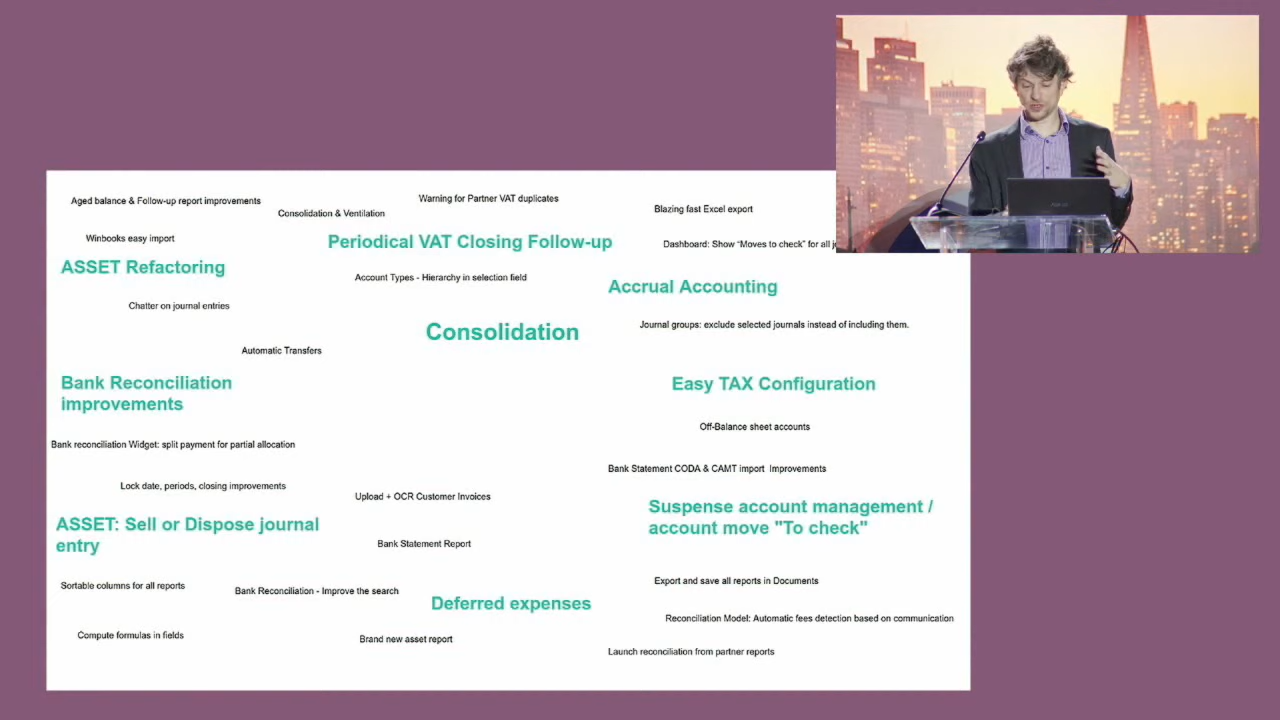 Aged balance & Follow-up report improvements
Consolidation & Ventilation
Warning for Partner VAT duplicates
Blazing fast Excel export
Winbooks easy import
Periodical VAT Closing Follow-up
Dashboard: Show "Moves to check" for all
ASSET Refactoring
Account Types - Hierarchy in selection field
Accrual Accounting
Chatter on journal entries
Consolidation
Journal groups: exclude selected journals instead of including them.
Automatic Transfers
Bank Reconciliation
improvements
Easy TAX Configuration
Off-Balance sheet accounts
Bank reconciliation Widget: split payment for partial allocation
Bank Statement CODA & CAMT import Improvements
Lock date, periods, closing improvements
Upload + OCR Customer Invoices
Suspense account management /
account move "To check"
ASSET: Sell or Dispose journal
entry
Bank Statement Report
Sortable columns for all reports
Bank Reconciliation - Improve the search
Export and save all reports in Documents
Deferred expenses
Reconciliation Model: Automatic fees detection based on communication
Compute formulas in fields
Brand new asset report
Launch reconciliation from partner reports